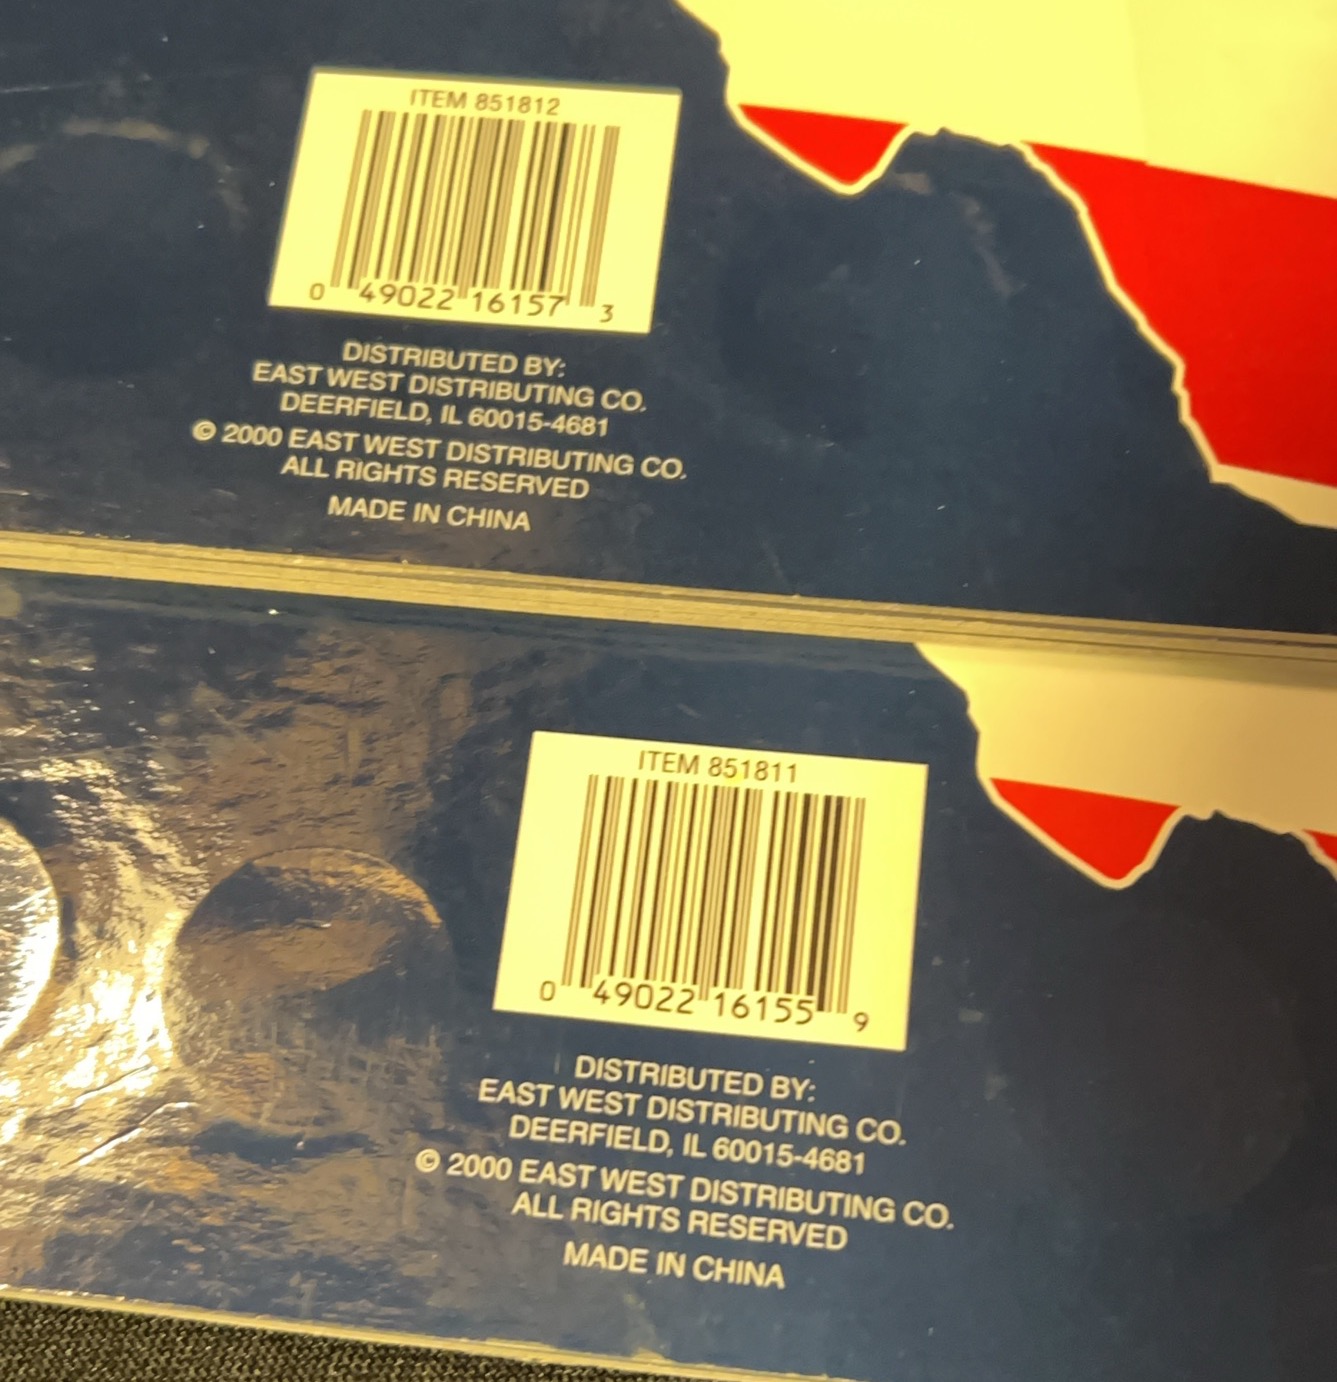 ITEM 851812
0 49022 16157 3
DISTRIBUTED BY:
EAST WEST DISTRIBUTING CO.
DEERFIELD, IL 60015-4681
© 2000 EAST WEST DISTRIBUTING CO.
ALL RIGHTS RESERVED
MADE IN CHINA
ITEM 851811
0 49022 16155 9
DISTRIBUTED BY:
EAST WEST DISTRIBUTING CO.
DEERFIELD, IL 60015-4681
© 2000 EAST WEST DISTRIBUTING CO.
ALL RIGHTS RESERVED
MADE IN CHINA